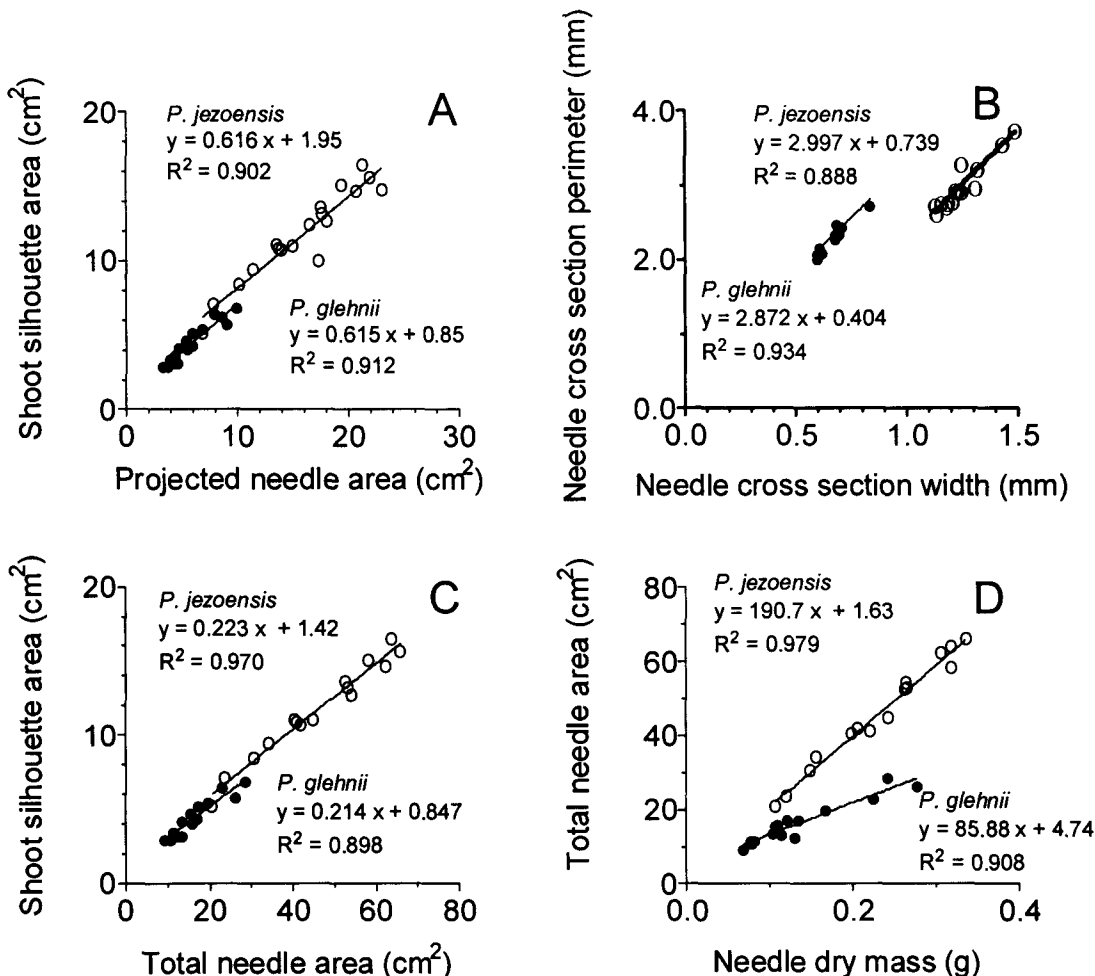 A
Shoot silhouette area (cm²)
20
10
0
P. jezoensis
y = 0.616 x + 1.95
R² = 0.902
P. glehnii
y = 0.615 x + 0.85
R² = 0.912
0 10 20 30
Projected needle area (cm²)
B
Needle cross section perimeter (mm)
4.0
2.0
0.0
P. jezoensis
y = 2.997 x + 0.739
R² = 0.888
P. glehnii
y = 2.872 x + 0.404
R² = 0.934
0.0 0.5 1.0 1.5
Needle cross section width (mm)
C
Shoot silhouette area (cm²)
20
10
0
P. jezoensis
y = 0.223 x + 1.42
R² = 0.970
P. glehnii
y = 0.214 x + 0.847
R² = 0.898
0 20 40 60 80
Total needle area (cm²)
D
Total needle area (cm²)
80
60
40
20
0
P. jezoensis
y = 190.7 x + 1.63
R² = 0.979
P. glehnii
y = 85.88 x + 4.74
R² = 0.908
0.0 0.2 0.4
Needle dry mass (g)